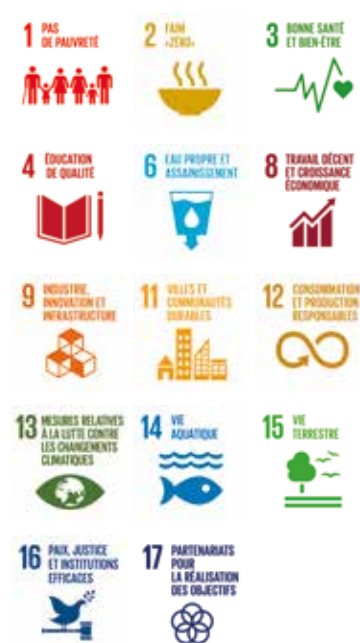 1 PAS
DE PAUVRETÉ
2 FAIM
«ZÉRO»
3 BONNE SANTÉ
ET BIEN-ÊTRE
4 ÉDUCATION
DE QUALITÉ
6 EAU PROPRE ET
ASSAINISSEMENT
8 TRAVAIL DÉCENT
ET CROISSANCE
ÉCONOMIQUE
9 INDUSTRIE,
INNOVATION ET
INFRASTRUCTURE
11 VILLES ET
COMMUNAUTÉS
DURABLES
12 CONSOMMATION
ET PRODUCTION
RESPONSABLES
13 MESURES RELATIVES
À LA LUTTE CONTRE
LES CHANGEMENTS
CLIMATIQUES
14 VIE
AQUATIQUE
15 VIE
TERRESTRE
16 PAIX, JUSTICE
ET INSTITUTIONS
EFFICACES
17 PARTENARIATS
POUR
LA RÉALISATION
DES OBJECTIFS